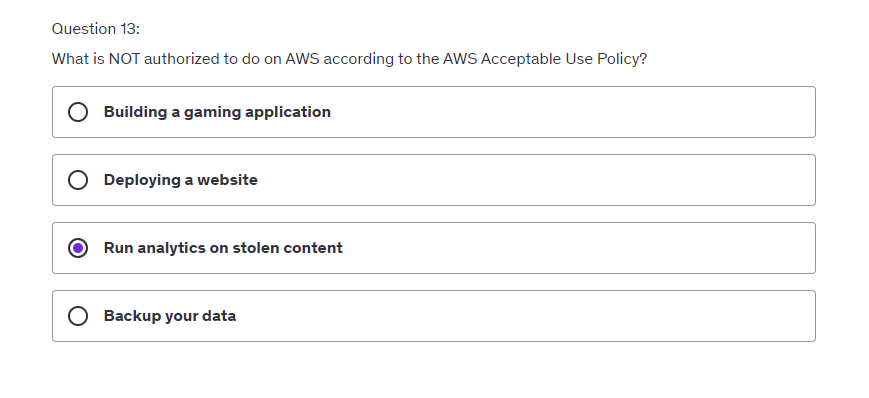 Question 13:
What is NOT authorized to do on AWS according to the AWS Acceptable Use Policy?
Building a gaming application
Deploying a website
Run analytics on stolen content
Backup your data